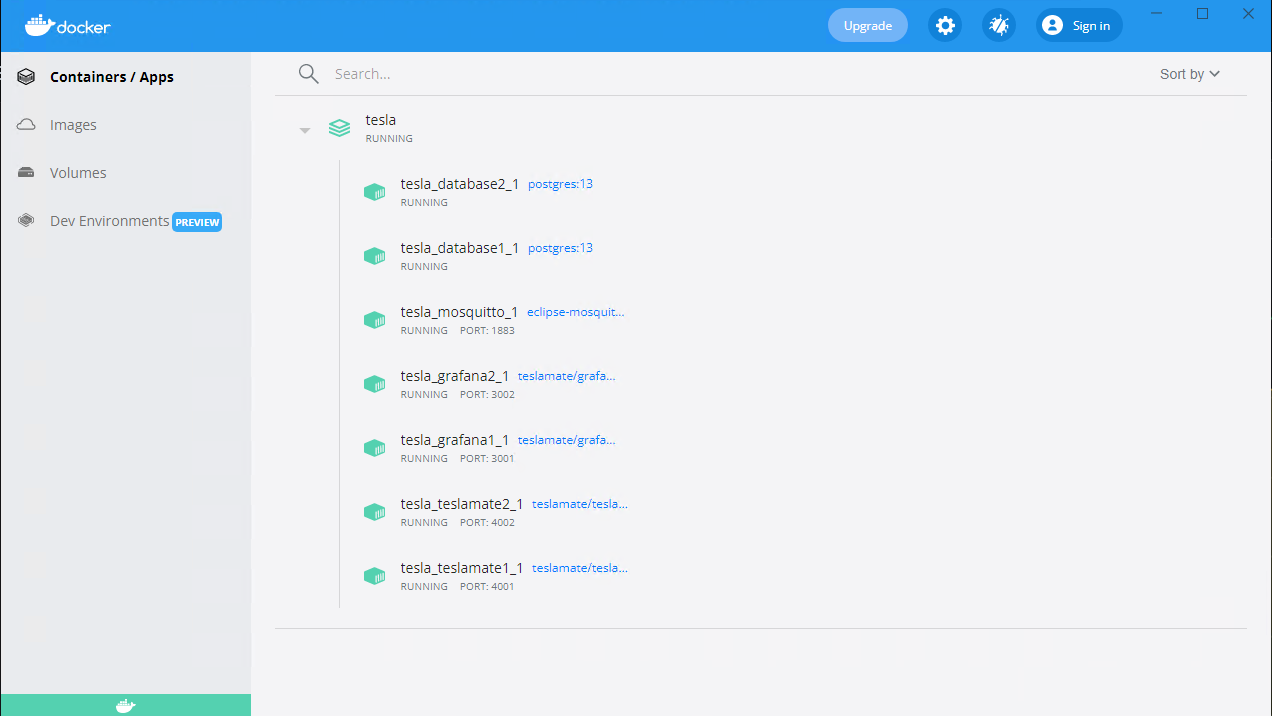 docker
Upgrade
Sign in
Containers / Apps
Images
Volumes
Dev Environments PREVIEW
Search...
Sort by
tesla
RUNNING
tesla_database2_1 postgres:13
RUNNING
tesla_database1_1 postgres:13
RUNNING
tesla_mosquitto_1 eclipse-mosquit...
RUNNING PORT: 1883
tesla_grafana2_1 teslamate/grafa...
RUNNING PORT: 3002
tesla_grafana1_1 teslamate/grafa...
RUNNING PORT: 3001
tesla_teslamate2_1 teslamate/tesla...
RUNNING PORT: 4002
tesla_teslamate1_1 teslamate/tesla...
RUNNING PORT: 4001